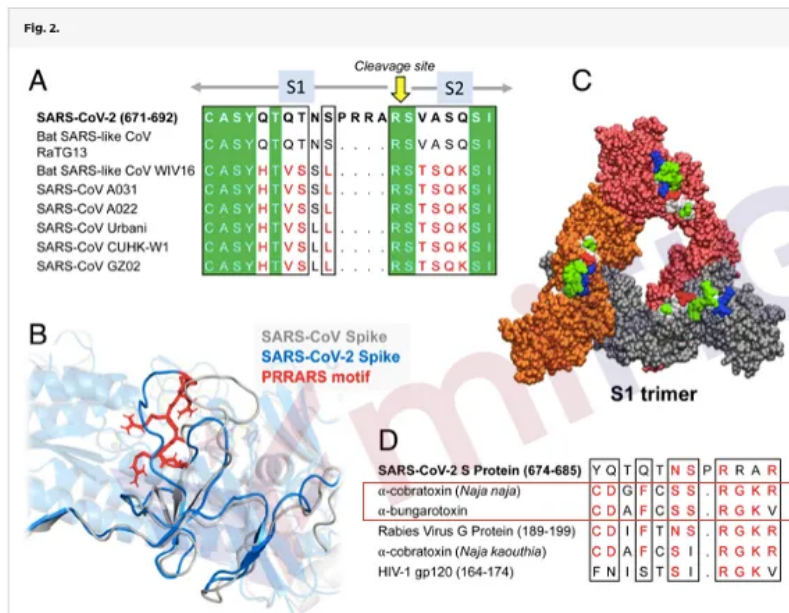 Fig. 2.
A
Cleavage site
S1
S2
SARS-CoV-2 (671-692) C A S Y Q T Q T N S P R R A R S V A S Q S I
Bat SARS-like CoV
RaTG13 C A S Y Q T Q T N S . . . . R S V A S Q S I
Bat SARS-like CoV WIV16 C A S Y H T V S S L . . . . R S T S Q K S I
SARS-CoV A031 C A S Y H T V S S L . . . . R S T S Q K S I
SARS-CoV A022 C A S Y H T V S S L . . . . R S T S Q K S I
SARS-CoV Urbani C A S Y H T V S L L . . . . R S T S Q K S I
SARS-CoV CUHK-W1 C A S Y H T V S L L . . . . R S T S Q K S I
SARS-CoV GZ02 C A S Y H T V S L L . . . . R S T S Q K S I
C
S1 trimer
B
SARS-CoV Spike
SARS-CoV-2 Spike
PRRARS motif
D
SARS-CoV-2 S Protein (674-685) Y Q T Q T N S P R R A R
α-cobratoxin (Naja naja) C D G F C S S . R G K R
α-bungarotoxin C D A F C S S . R G K V
Rabies Virus G Protein (189-199) C D I F T N S . R G K R
α-cobratoxin (Naja kaouthia) C D A F C S I . R G K R
HIV-1 gp120 (164-174) F N I S T S I . R G K V